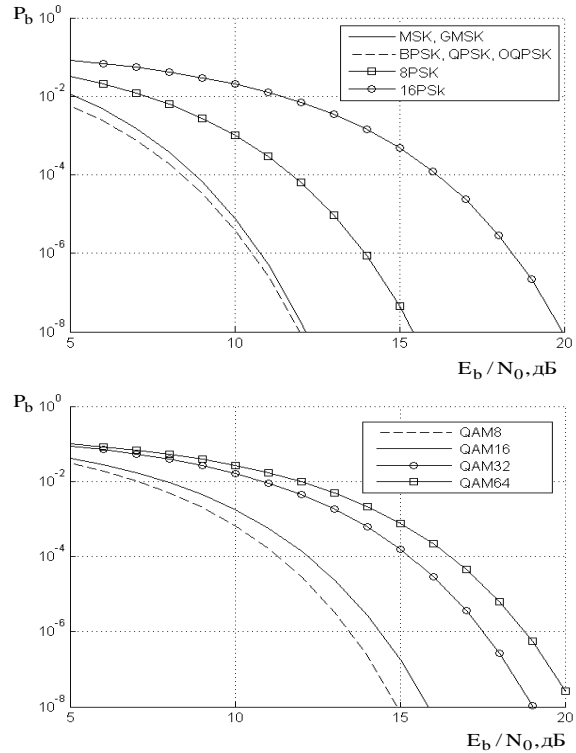 P_b
10^0
10^-2
10^-4
10^-6
10^-8
MSK, GMSK
BPSK, QPSK, OQPSK
8PSK
16PSk
5
10
15
20
E_b / N_0, дБ
P_b
10^0
10^-2
10^-4
10^-6
10^-8
QAM8
QAM16
QAM32
QAM64
5
10
15
20
E_b / N_0, дБ